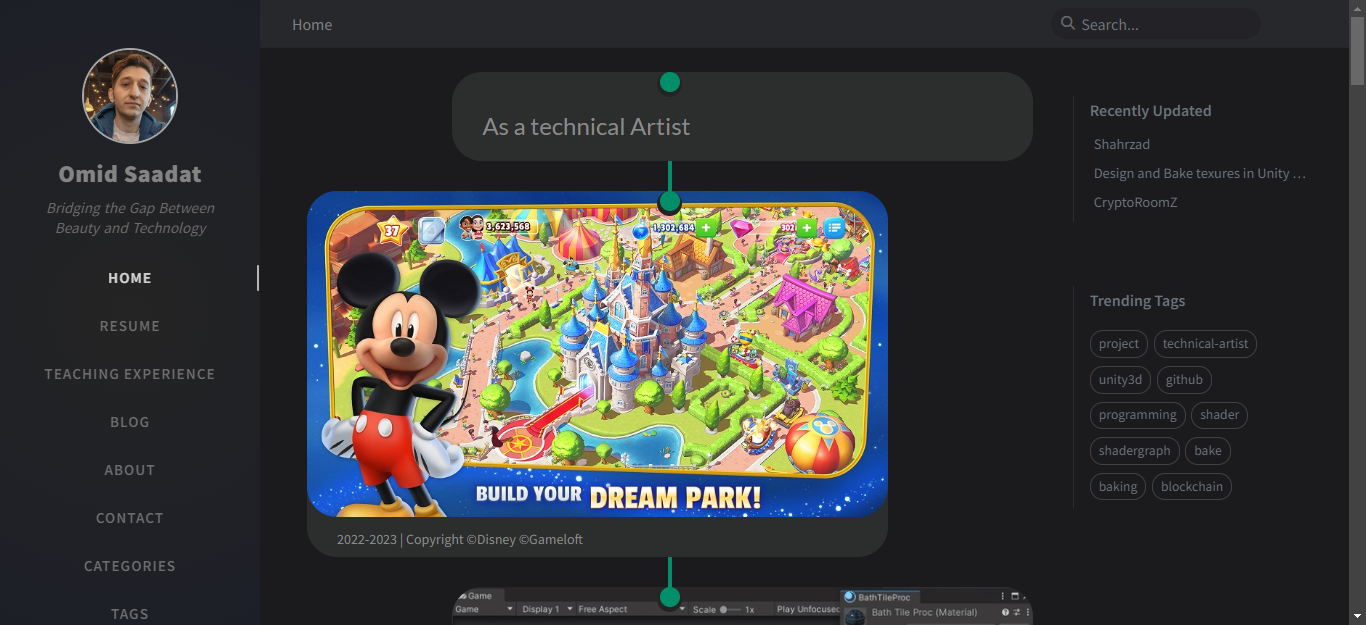 Home
Search...
Omid Saadat
Bridging the Gap Between
Beauty and Technology
HOME
RESUME
TEACHING EXPERIENCE
BLOG
ABOUT
CONTACT
CATEGORIES
TAGS
As a technical Artist
37
3,623,568
1,302,684
302
BUILD YOUR DREAM PARK!
2022-2023 | Copyright ©Disney ©Gameloft
Game
Game Display 1 Free Aspect Scale 1x Play Unfocused
BathTileProc
Bath Tile Proc (Material)
Recently Updated
Shahrzad
Design and Bake texures in Unity …
CryptoRoomZ
Trending Tags
project technical-artist
unity3d github
programming shader
shadergraph bake
baking blockchain